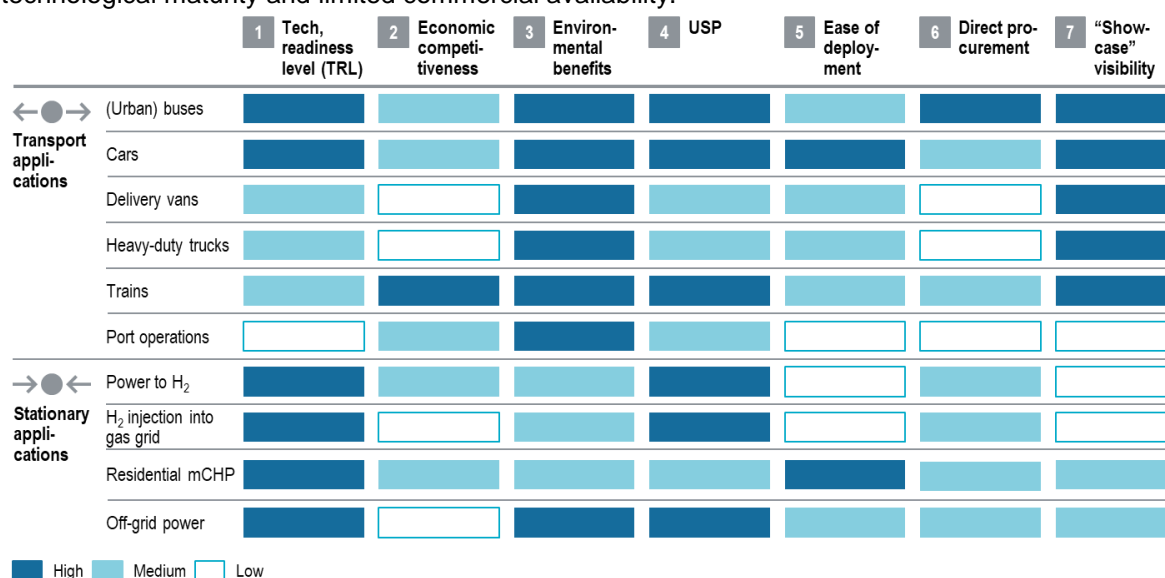 technological maturity and limited commercial availability.
1 Tech, readiness level (TRL)
2 Economic competi-tiveness
3 Environ-mental benefits
4 USP
5 Ease of deploy-ment
6 Direct pro-curement
7 “Show-case” visibility
Transport appli-cations
(Urban) buses
Cars
Delivery vans
Heavy-duty trucks
Trains
Port operations
Stationary appli-cations
Power to H2
H2 injection into gas grid
Residential mCHP
Off-grid power
High Medium Low